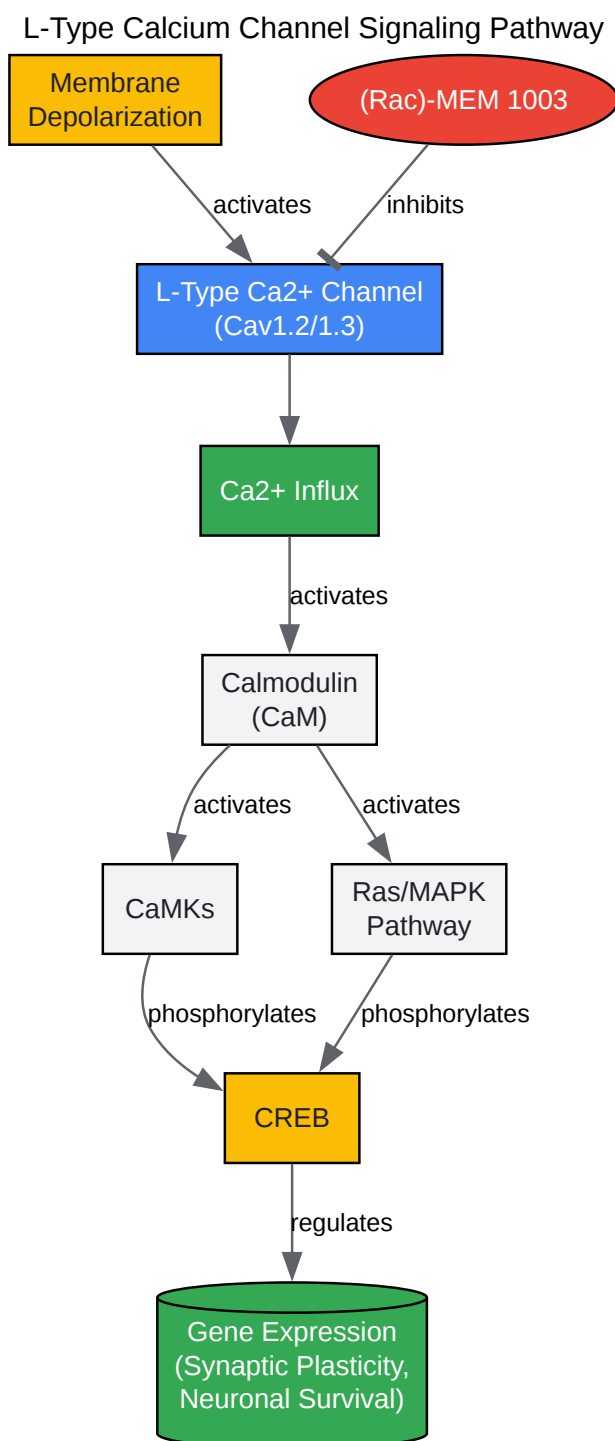 L-Type Calcium Channel Signaling Pathway
Membrane
Depolarization
(Rac)-MEM 1003
activates
inhibits
L-Type Ca2+ Channel
(Cav1.2/1.3)
Ca2+ Influx
activates
Calmodulin
(CaM)
activates
activates
CaMKs
Ras/MAPK
Pathway
phosphorylates
phosphorylates
CREB
regulates
Gene Expression
(Synaptic Plasticity,
Neuronal Survival)